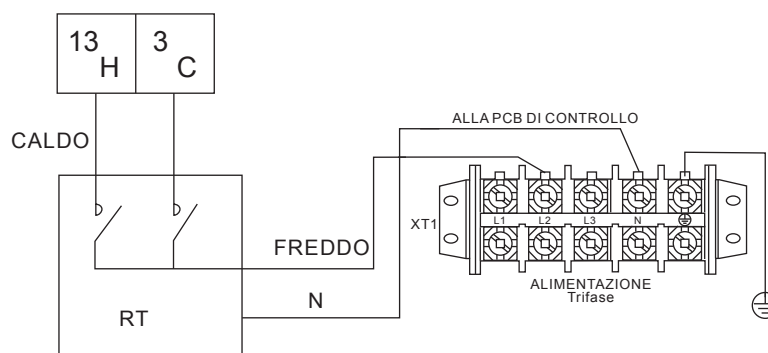 13 H
3 C
CALDO
ALLA PCB DI CONTROLLO
XT1
L1 L2 L3 N
FREDDO
ALIMENTAZIONE
Trifase
N
RT